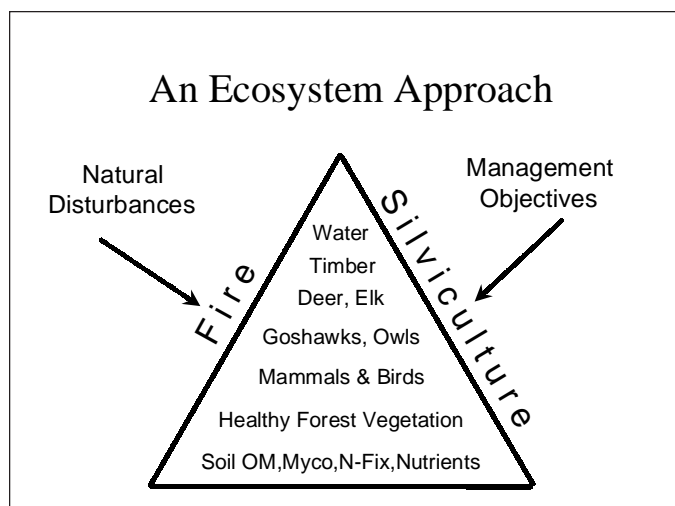 An Ecosystem Approach
Natural
Disturbances
Management
Objectives
Fire
Silviculture
Water
Timber
Deer, Elk
Goshawks, Owls
Mammals & Birds
Healthy Forest Vegetation
Soil OM,Myco,N-Fix,Nutrients